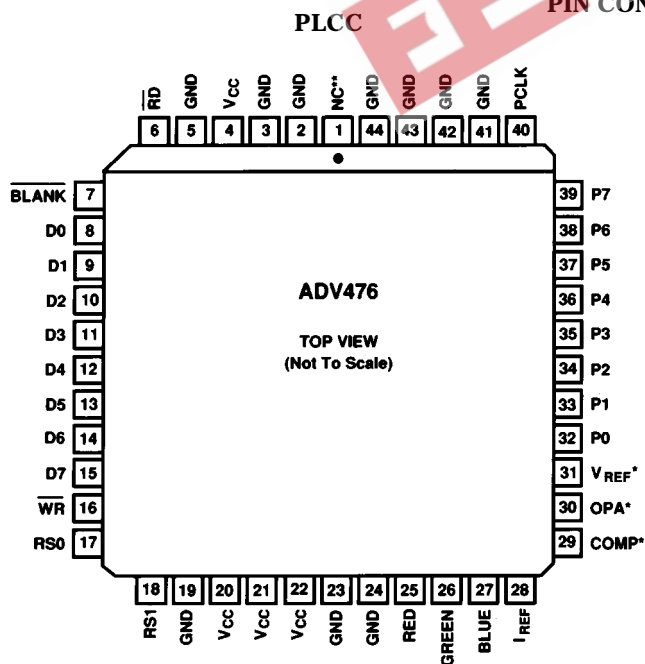 PLCC
PIN CON
RD GND VCC GND GND NC** GND GND GND GND PCLK
6 5 4 3 2 1 44 43 42 41 40
BLANK 7
D0 8
D1 9
D2 10
D3 11
D4 12
D5 13
D6 14
D7 15
WR 16
RS0 17
ADV476
TOP VIEW
(Not To Scale)
39 P7
38 P6
37 P5
36 P4
35 P3
34 P2
33 P1
32 P0
31 VREF*
30 OPA*
29 COMP*
18 19 20 21 22 23 24 25 26 27 28
RS1 GND VCC VCC VCC GND GND RED GREEN BLUE IREF